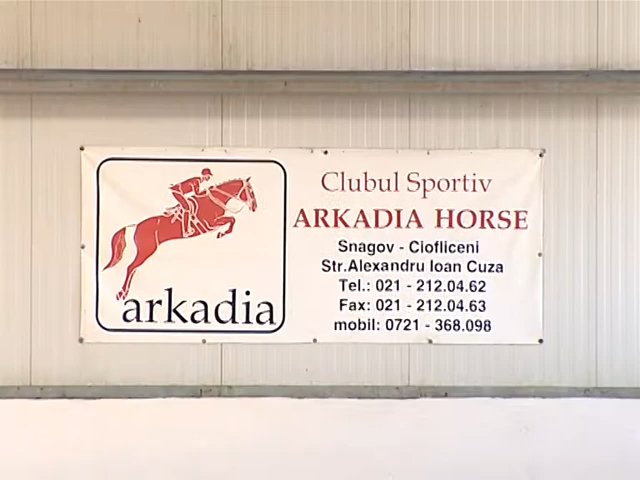 arkadia
Clubul Sportiv
ARKADIA HORSE
Snagov - Ciofliceni
Str.Alexandru Ioan Cuza
Tel.: 021 - 212.04.62
Fax: 021 - 212.04.63
mobil: 0721 - 368.098